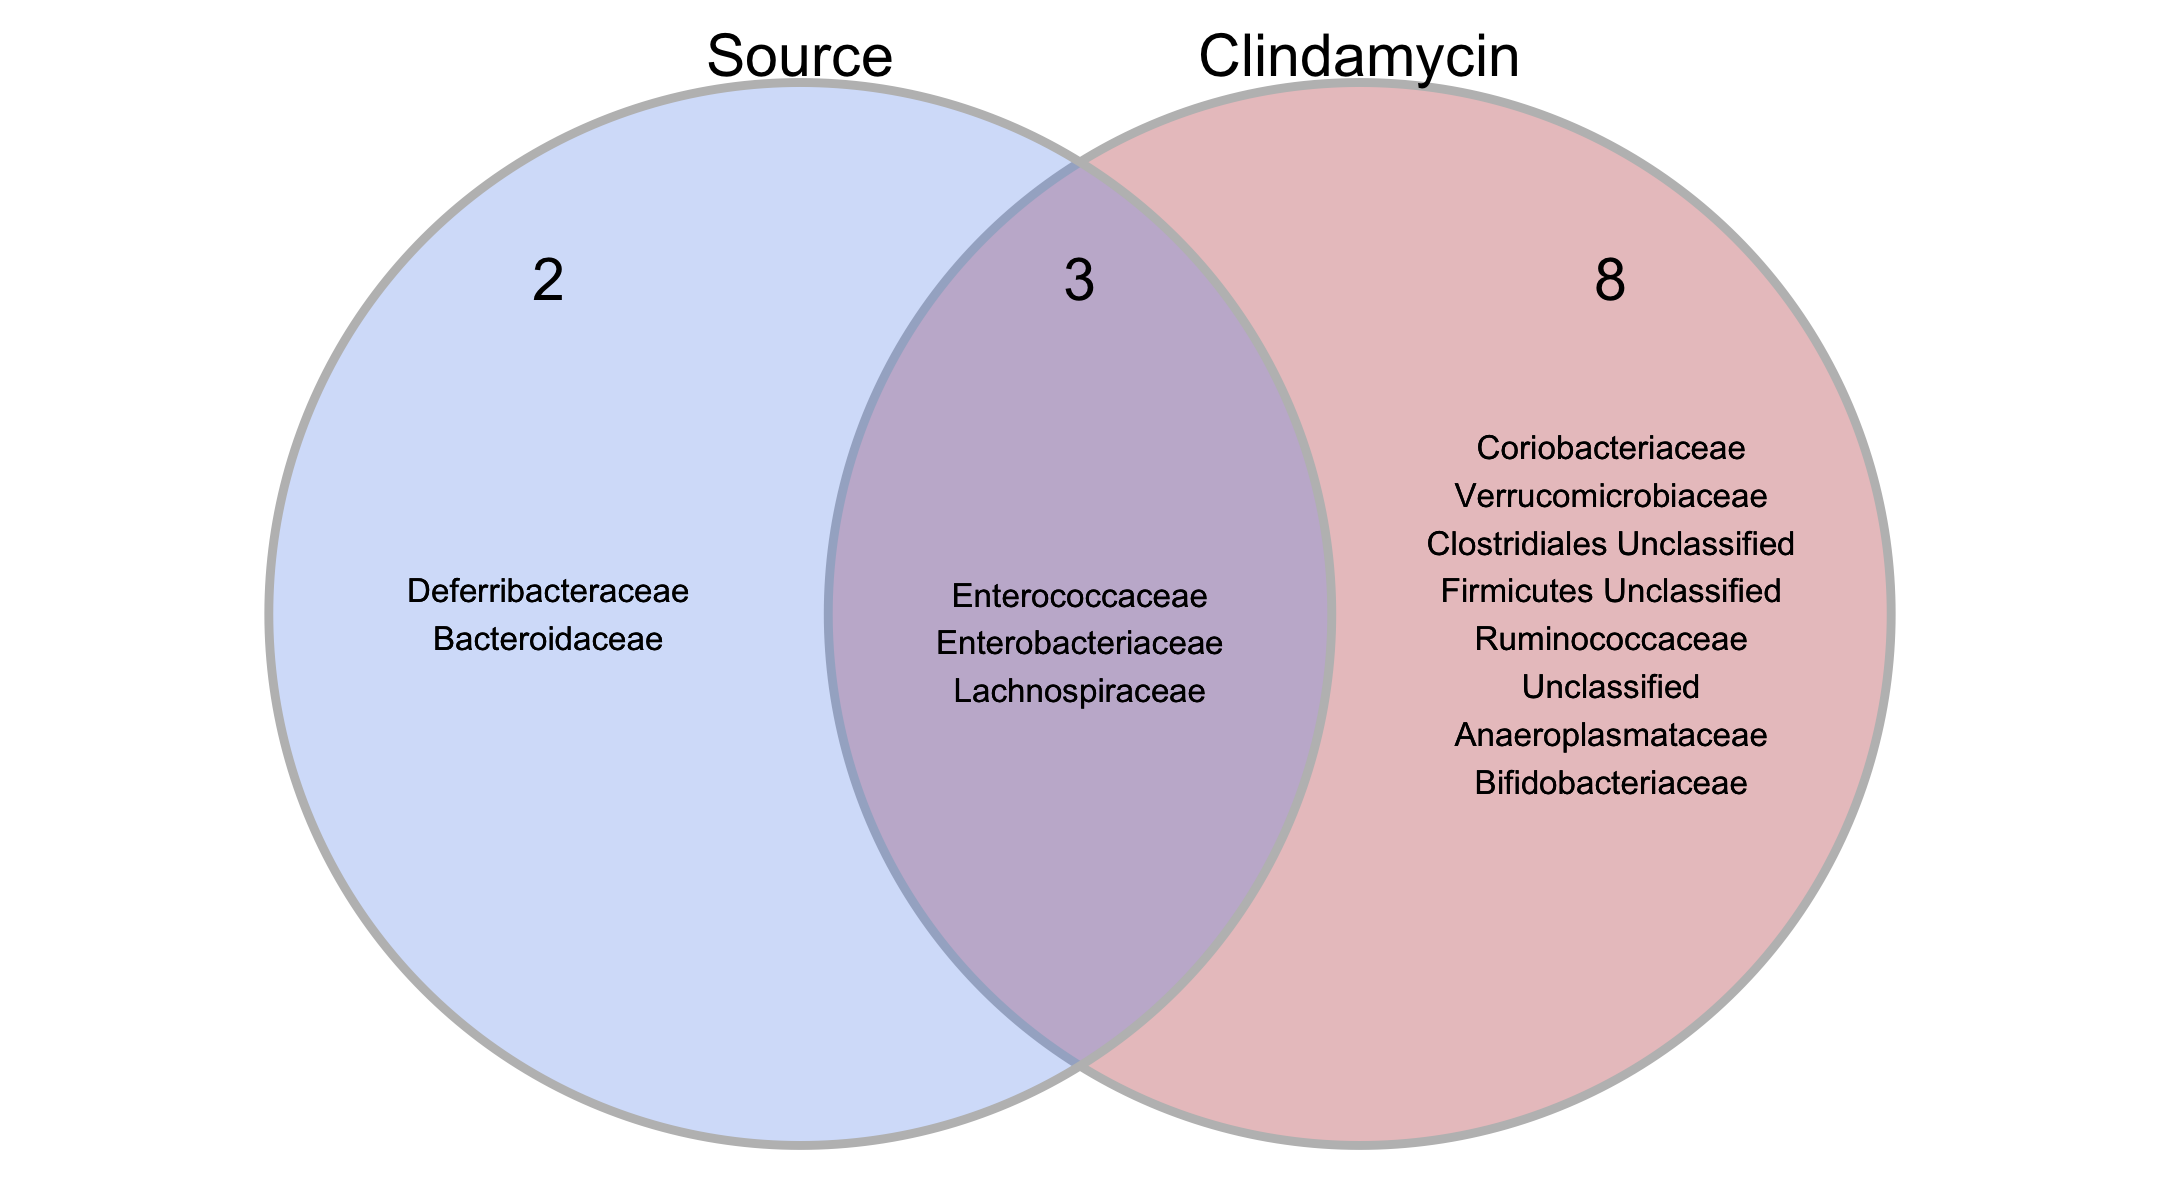 Source
Clindamycin
2
3
8
Deferribacteraceae
Bacteroidaceae
Enterococcaceae
Enterobacteriaceae
Lachnospiraceae
Coriobacteriaceae
Verrucomicrobiaceae
Clostridiales Unclassified
Firmicutes Unclassified
Ruminococcaceae
Unclassified
Anaeroplasmataceae
Bifidobacteriaceae